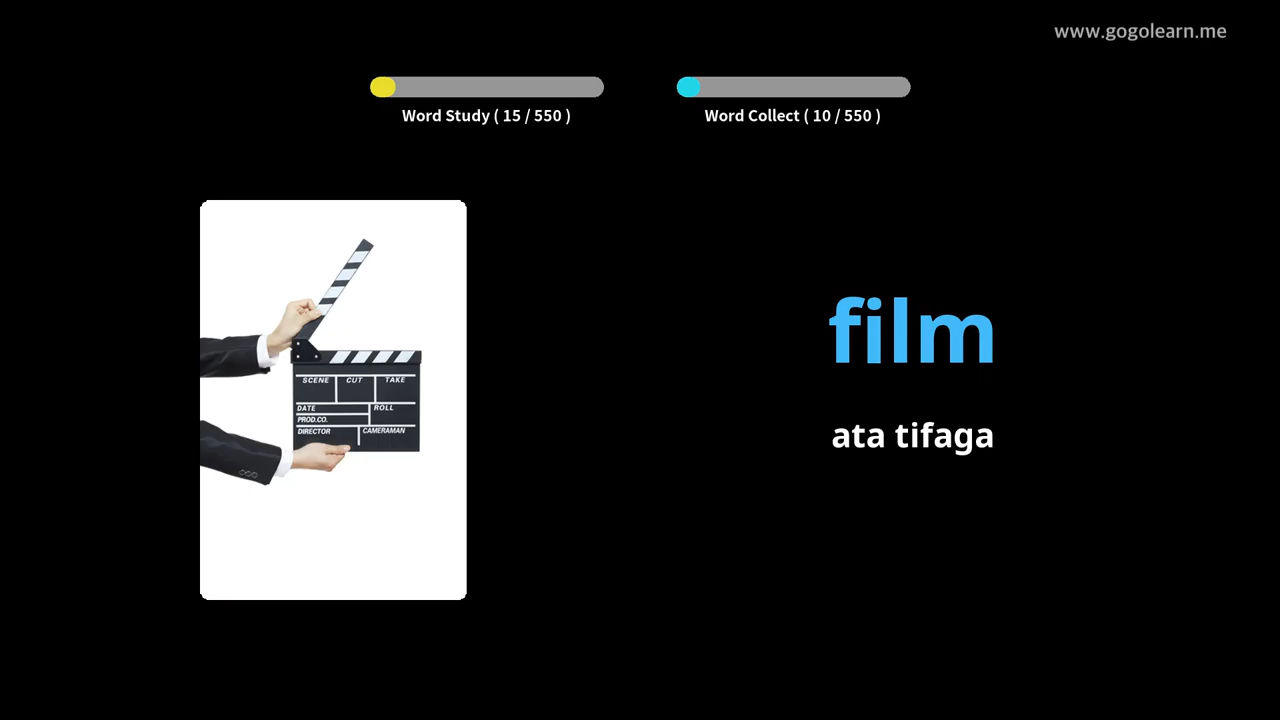 www.gogolearn.me
Word Study ( 15 / 550 )
Word Collect ( 10 / 550 )
SCENE CUT TAKE
DATE ROLL
PROD.CO.
DIRECTOR CAMERAMAN
film
ata tifaga